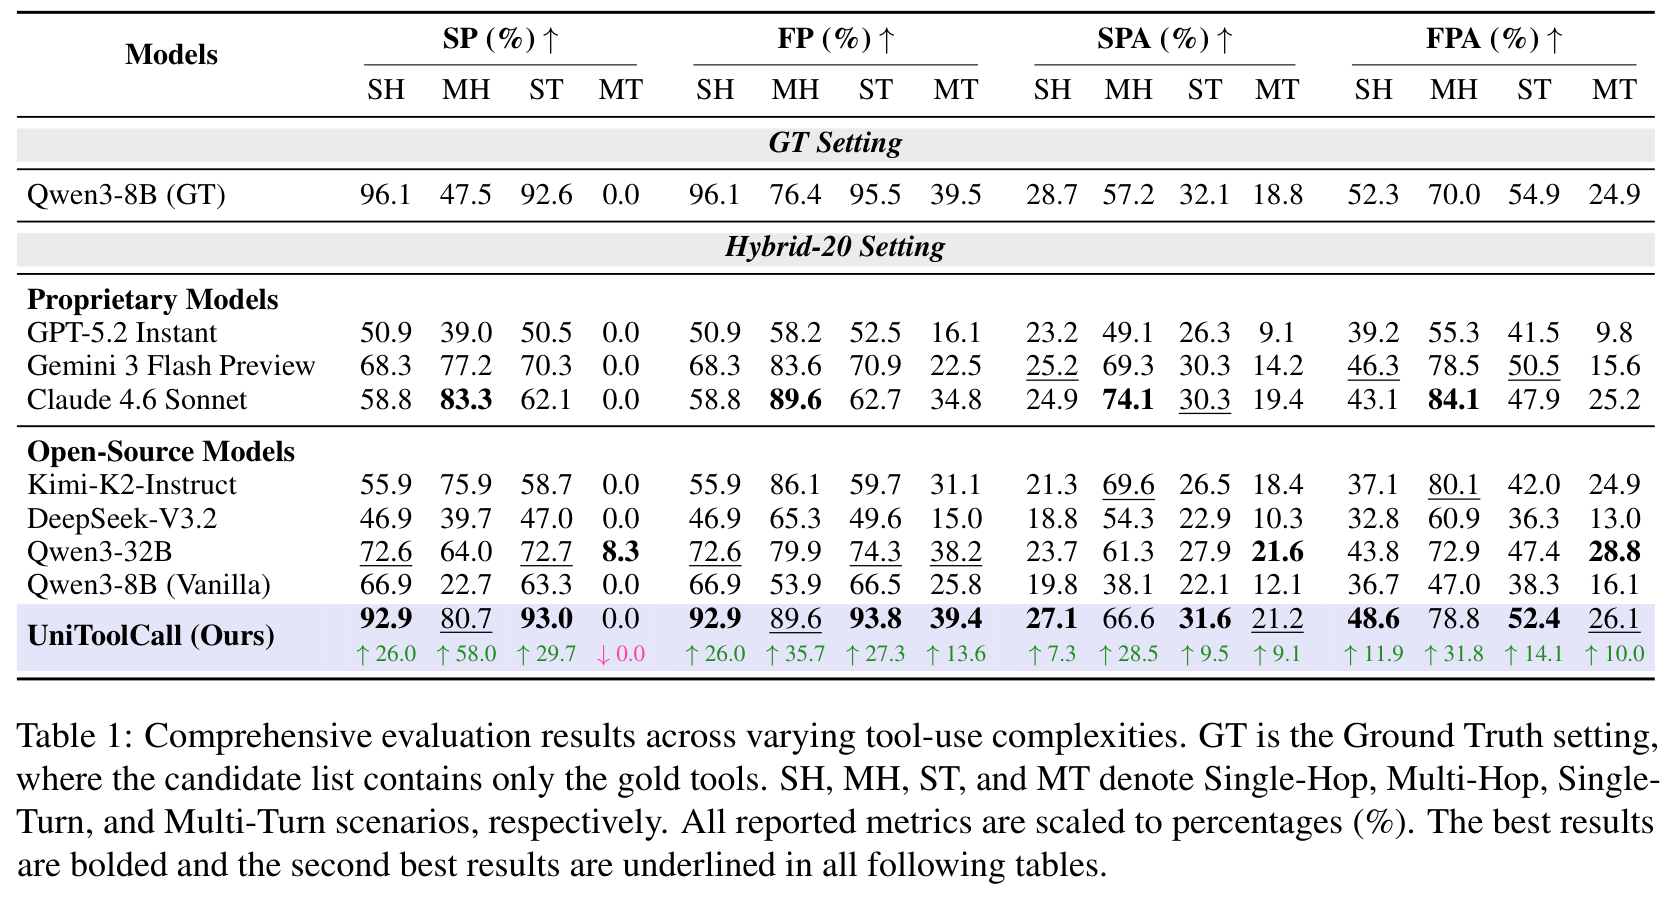 Models SP (%) ↑ FP (%) ↑ SPA (%) ↑ FPA (%) ↑
SH MH ST MT SH MH ST MT SH MH ST MT SH MH ST MT
GT Setting
Qwen3-8B (GT) 96.1 47.5 92.6 0.0 96.1 76.4 95.5 39.5 28.7 57.2 32.1 18.8 52.3 70.0 54.9 24.9
Hybrid-20 Setting
Proprietary Models
GPT-5.2 Instant 50.9 39.0 50.5 0.0 50.9 58.2 52.5 16.1 23.2 49.1 26.3 9.1 39.2 55.3 41.5 9.8
Gemini 3 Flash Preview 68.3 77.2 70.3 0.0 68.3 83.6 70.9 22.5 25.2 69.3 30.3 14.2 46.3 78.5 50.5 15.6
Claude 4.6 Sonnet 58.8 83.3 62.1 0.0 58.8 89.6 62.7 34.8 24.9 74.1 30.3 19.4 43.1 84.1 47.9 25.2
Open-Source Models
Kimi-K2-Instruct 55.9 75.9 58.7 0.0 55.9 86.1 59.7 31.1 21.3 69.6 26.5 18.4 37.1 80.1 42.0 24.9
DeepSeek-V3.2 46.9 39.7 47.0 0.0 46.9 65.3 49.6 15.0 18.8 54.3 22.9 10.3 32.8 60.9 36.3 13.0
Qwen3-32B 72.6 64.0 72.7 8.3 72.6 79.9 74.3 38.2 23.7 61.3 27.9 21.6 43.8 72.9 47.4 28.8
Qwen3-8B (Vanilla) 66.9 22.7 63.3 0.0 66.9 53.9 66.5 25.8 19.8 38.1 22.1 12.1 36.7 47.0 38.3 16.1
UniToolCall (Ours) 92.9 80.7 93.0 0.0 92.9 89.6 93.8 39.4 27.1 66.6 31.6 21.2 48.6 78.8 52.4 26.1
↑ 26.0 ↑ 58.0 ↑ 29.7 ↓ 0.0 ↑ 26.0 ↑ 35.7 ↑ 27.3 ↑ 13.6 ↑ 7.3 ↑ 28.5 ↑ 9.5 ↑ 9.1 ↑ 11.9 ↑ 31.8 ↑ 14.1 ↑ 10.0
Table 1: Comprehensive evaluation results across varying tool-use complexities. GT is the Ground Truth setting,
where the candidate list contains only the gold tools. SH, MH, ST, and MT denote Single-Hop, Multi-Hop, Single-
Turn, and Multi-Turn scenarios, respectively. All reported metrics are scaled to percentages (%). The best results
are bolded and the second best results are underlined in all following tables.